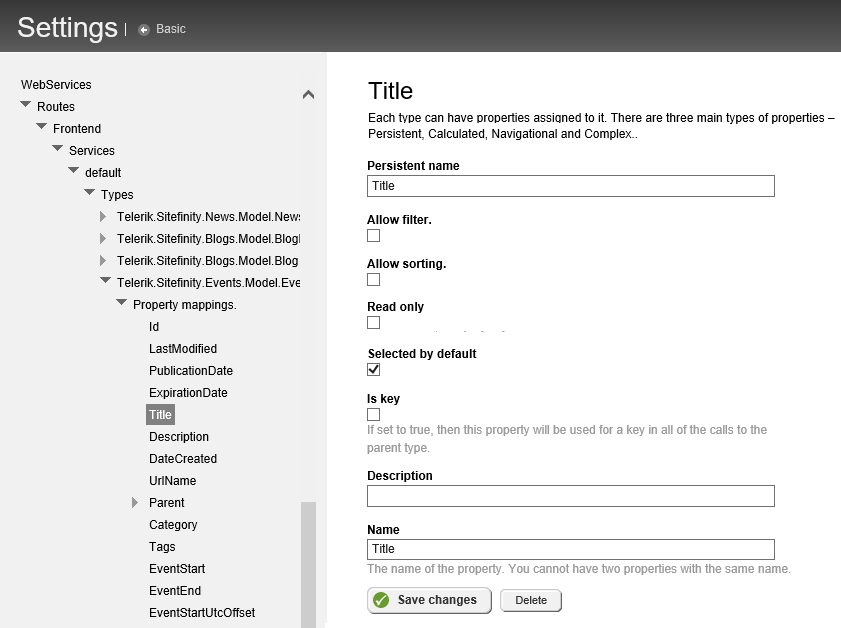 Settings | Basic
WebServices
Routes
Frontend
Services
default
Types
Telerik.Sitefinity.News.Model.News
Telerik.Sitefinity.Blogs.Model.Blog
Telerik.Sitefinity.Blogs.Model.Blog
Telerik.Sitefinity.Events.Model.Eve
Property mappings.
Id
LastModified
PublicationDate
ExpirationDate
Title
Description
DateCreated
UrlName
Parent
Category
Tags
EventStart
EventEnd
EventStartUtcOffset
Title
Each type can have properties assigned to it. There are three main types of properties –
Persistent, Calculated, Navigational and Complex..
Persistent name
Title
Allow filter.
Allow sorting.
Read only
Selected by default
Is key
If set to true, then this property will be used for a key in all of the calls to the
parent type.
Description
Name
Title
The name of the property. You cannot have two properties with the same name.
Save changes Delete